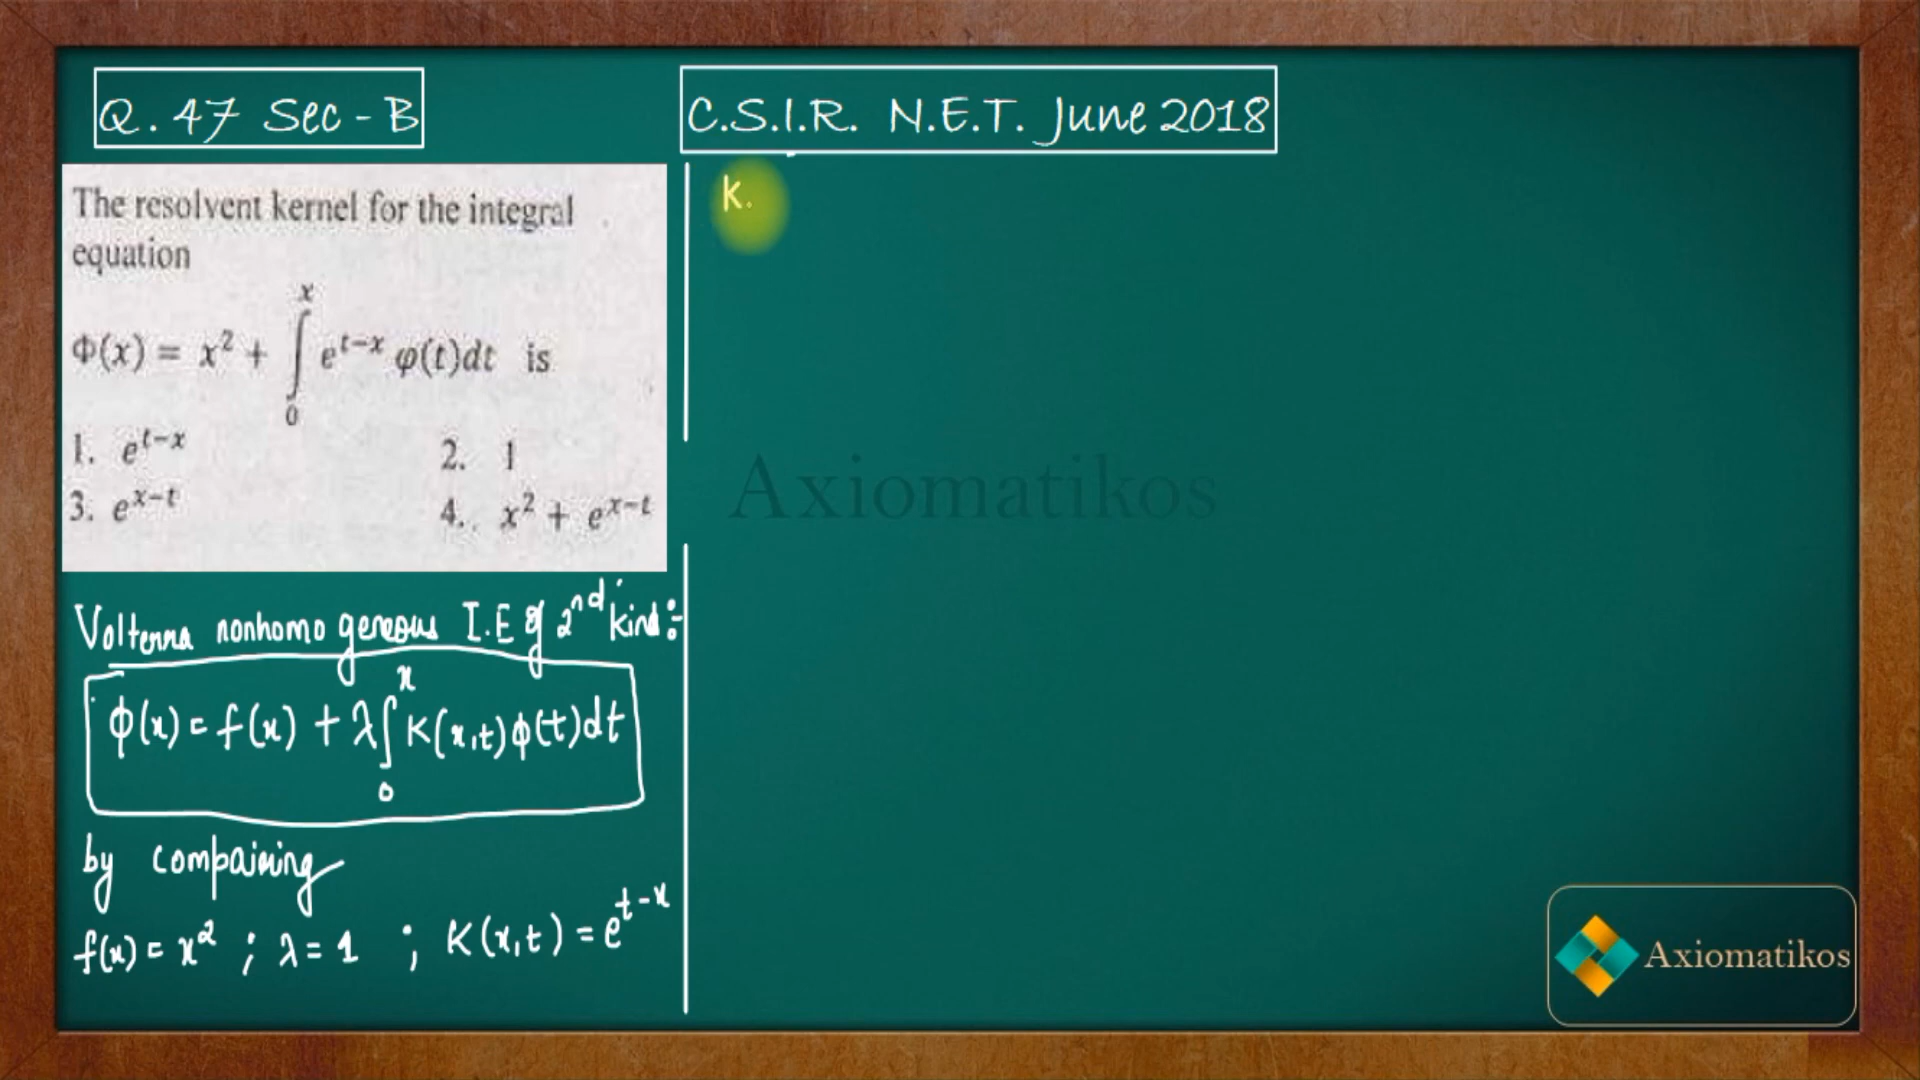 Q. 47 Sec - B
C.S.I.R. N.E.T. June 2018
The resolvent kernel for the integral
equation
Φ(x) = x² + ∫₀ˣ e^{t−x} φ(t)dt is
1. e^{t−x} 2. 1
3. e^{x−t} 4. x² + e^{x−t}
Volterra nonhomogeneous I.E of 2nd kind :-
ϕ(x) = f(x) + λ∫₀ˣ K(x,t)ϕ(t)dt
by compairing
f(x) = x² ; λ = 1 ; K(x,t) = e^{t-x}
K.
Axiomatikos
Axiomatikos